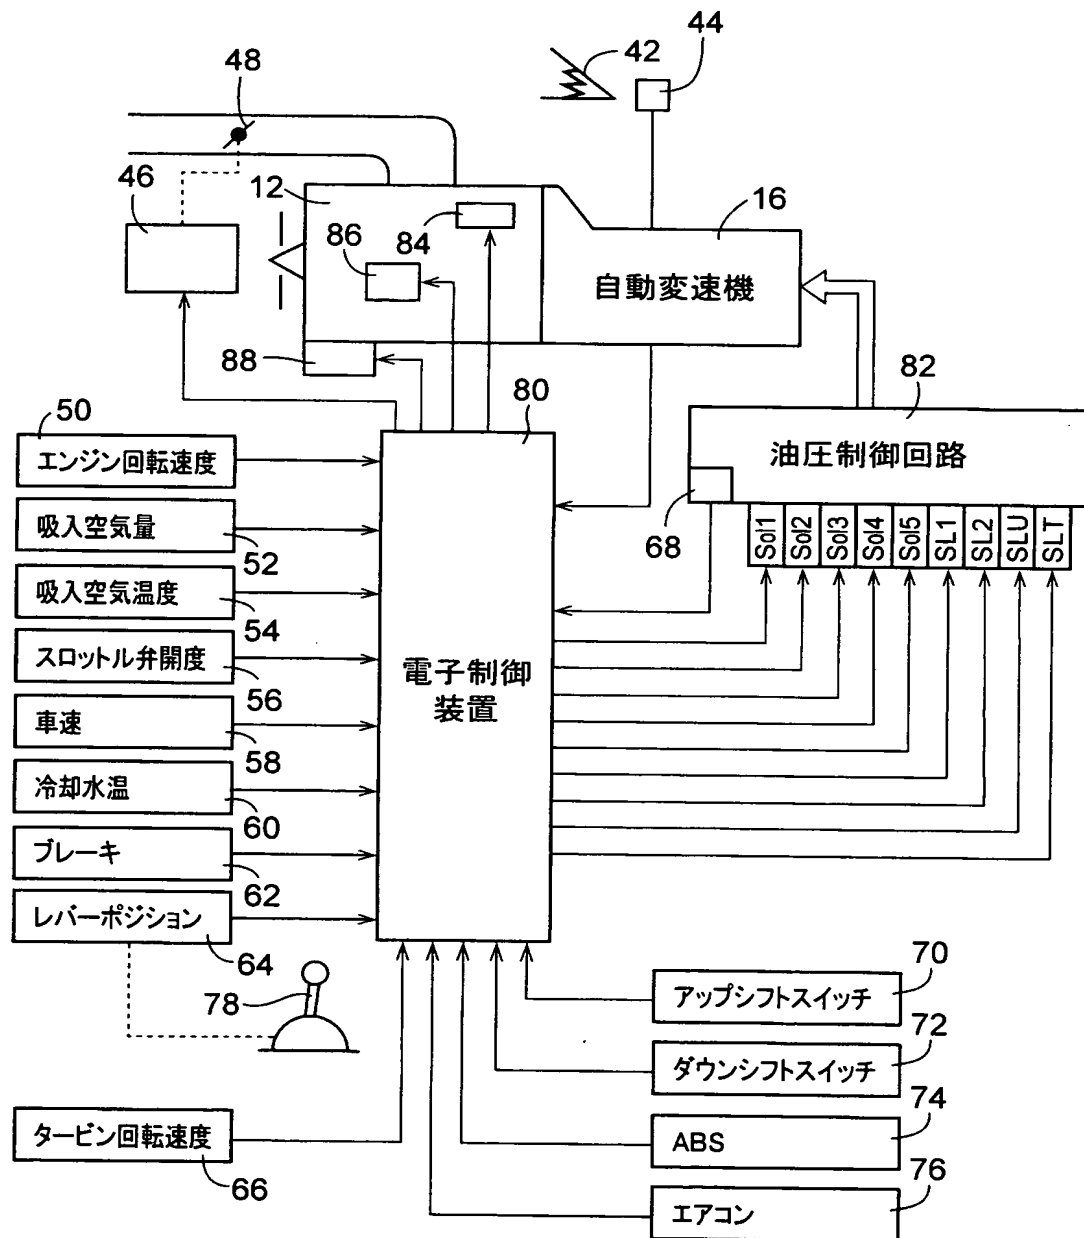 44
42
48
46
12
84
86
16
自動変速機
88
80
82
油圧制御回路
68
Sol1
Sol2
Sol3
Sol4
Sol5
SL1
SL2
SLU
SLT
50
エンジン回転速度
吸入空気量
52
吸入空気温度
54
スロットル弁開度
56
車速
58
冷却水温
60
ブレーキ
62
レバーポジション
64
78
電子制御
装置
タービン回転速度
66
70
アップシフトスイッチ
72
ダウンシフトスイッチ
74
ABS
76
エアコン